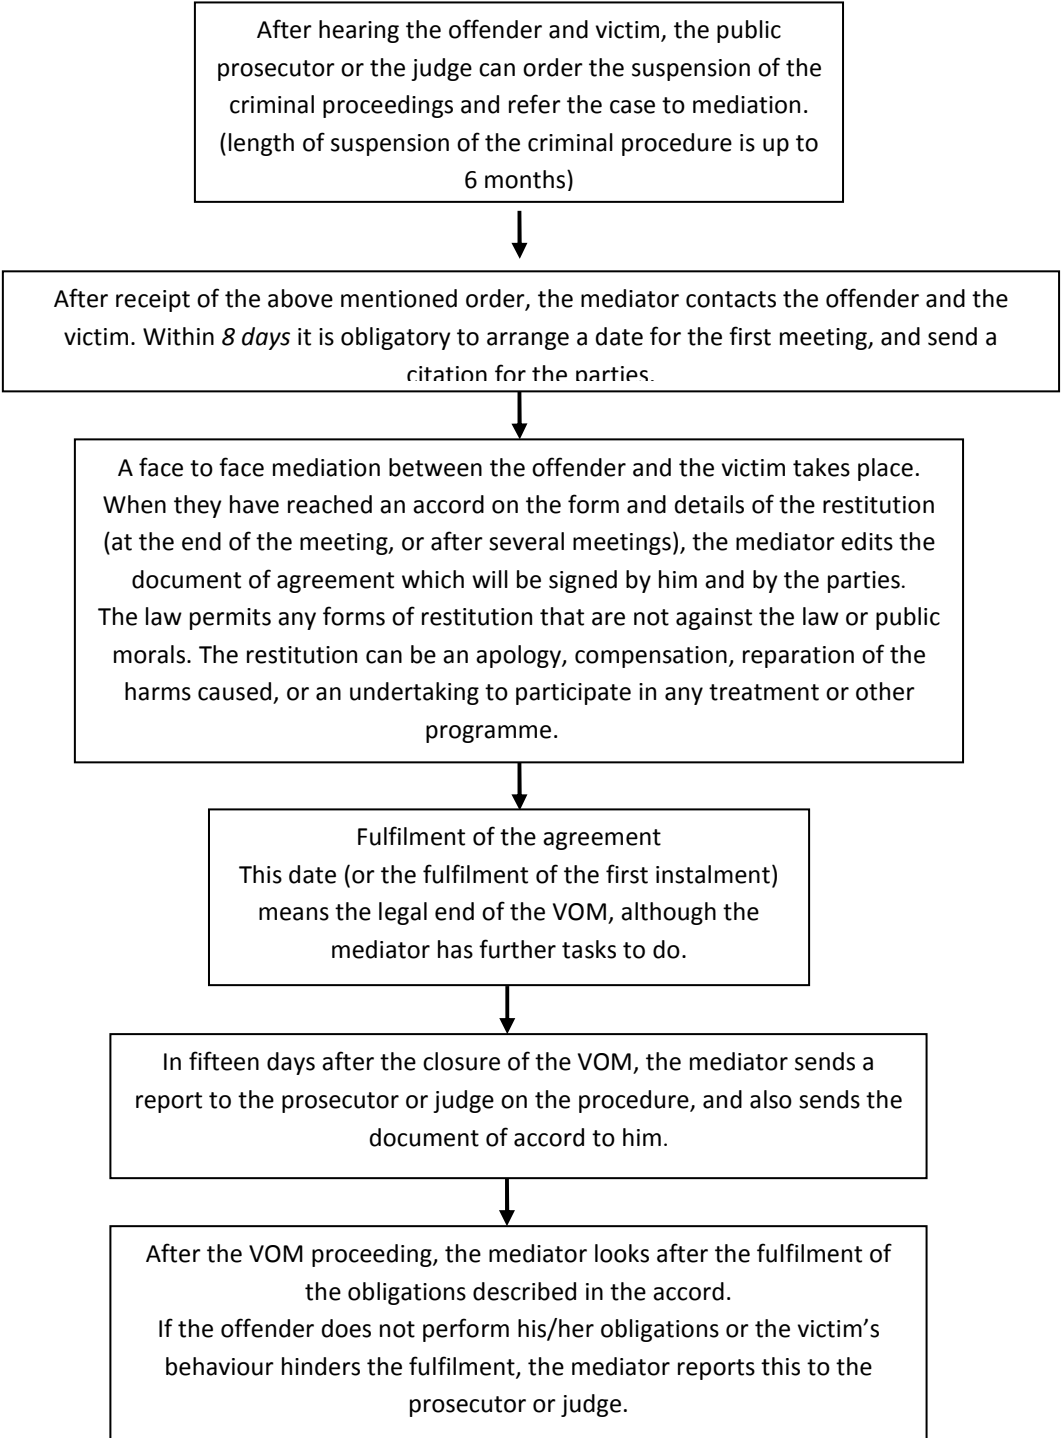 After hearing the offender and victim, the public
prosecutor or the judge can order the suspension of the
criminal proceedings and refer the case to mediation.
(length of suspension of the criminal procedure is up to
6 months)
After receipt of the above mentioned order, the mediator contacts the offender and the
victim. Within 8 days it is obligatory to arrange a date for the first meeting, and send a
citation for the parties.
A face to face mediation between the offender and the victim takes place.
When they have reached an accord on the form and details of the restitution
(at the end of the meeting, or after several meetings), the mediator edits the
document of agreement which will be signed by him and by the parties.
The law permits any forms of restitution that are not against the law or public
morals. The restitution can be an apology, compensation, reparation of the
harms caused, or an undertaking to participate in any treatment or other
programme.
Fulfilment of the agreement
This date (or the fulfilment of the first instalment)
means the legal end of the VOM, although the
mediator has further tasks to do.
In fifteen days after the closure of the VOM, the mediator sends a
report to the prosecutor or judge on the procedure, and also sends the
document of accord to him.
After the VOM proceeding, the mediator looks after the fulfilment of
the obligations described in the accord.
If the offender does not perform his/her obligations or the victim’s
behaviour hinders the fulfilment, the mediator reports this to the
prosecutor or judge.